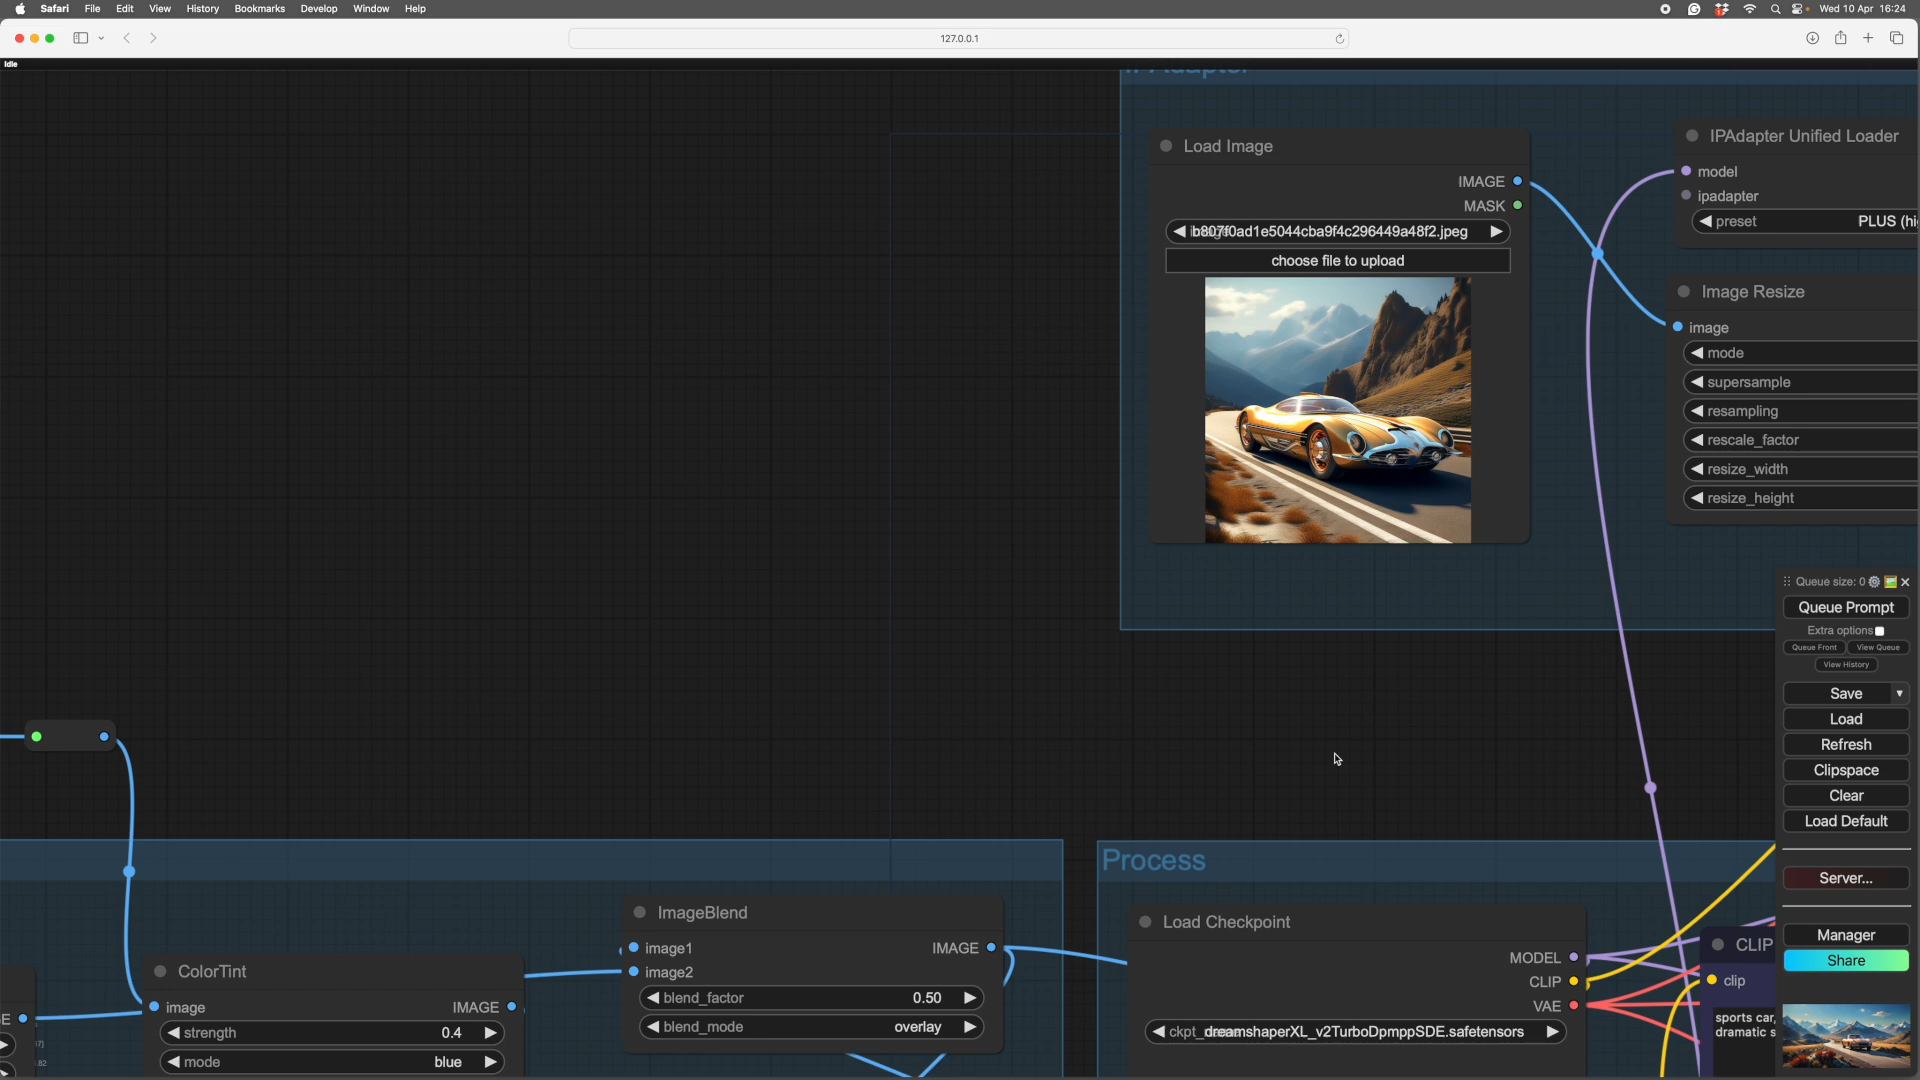 Safari File Edit View History Bookmarks Develop Window Help
Wed 10 Apr 16:24
127.0.0.1
Idle
IPAdapter
Load Image
IMAGE
MASK
b807f0ad1e5044cba9f4c296449a48f2.jpeg
choose file to upload
IPAdapter Unified Loader
model
ipadapter
preset PLUS (hi
Image Resize
image
mode
supersample
resampling
rescale_factor
resize_width
resize_height
Queue size: 0
Queue Prompt
Extra options
Queue Front View Queue
View History
Save
Load
Refresh
Clipspace
Clear
Load Default
Server...
Manager
Share
Process
ImageBlend
image1 IMAGE
image2
blend_factor 0.50
blend_mode overlay
ColorTint
image IMAGE
strength 0.4
mode blue
Load Checkpoint
MODEL
CLIP
VAE
dreamshaperXL_v2TurboDpmppSDE.safetensors
CLIP
clip
sports car,
dramatic s